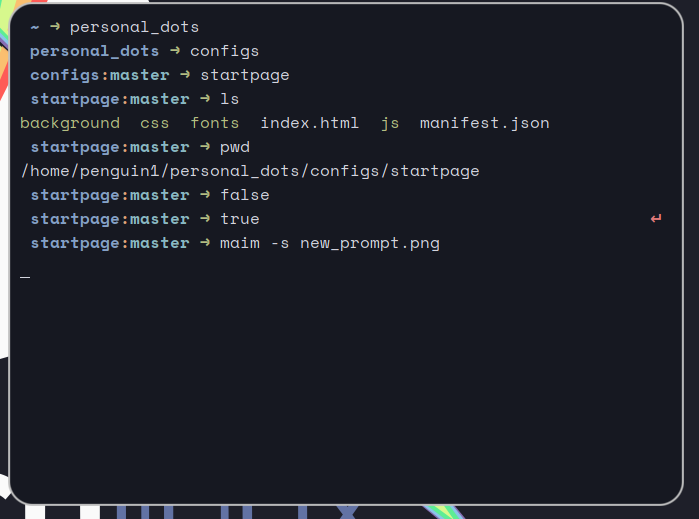 ~ → personal_dots
personal_dots → configs
configs:master → startpage
startpage:master → ls
background css fonts index.html js manifest.json
startpage:master → pwd
/home/penguin1/personal_dots/configs/startpage
startpage:master → false
startpage:master → true ↵
startpage:master → maim -s new_prompt.png
_